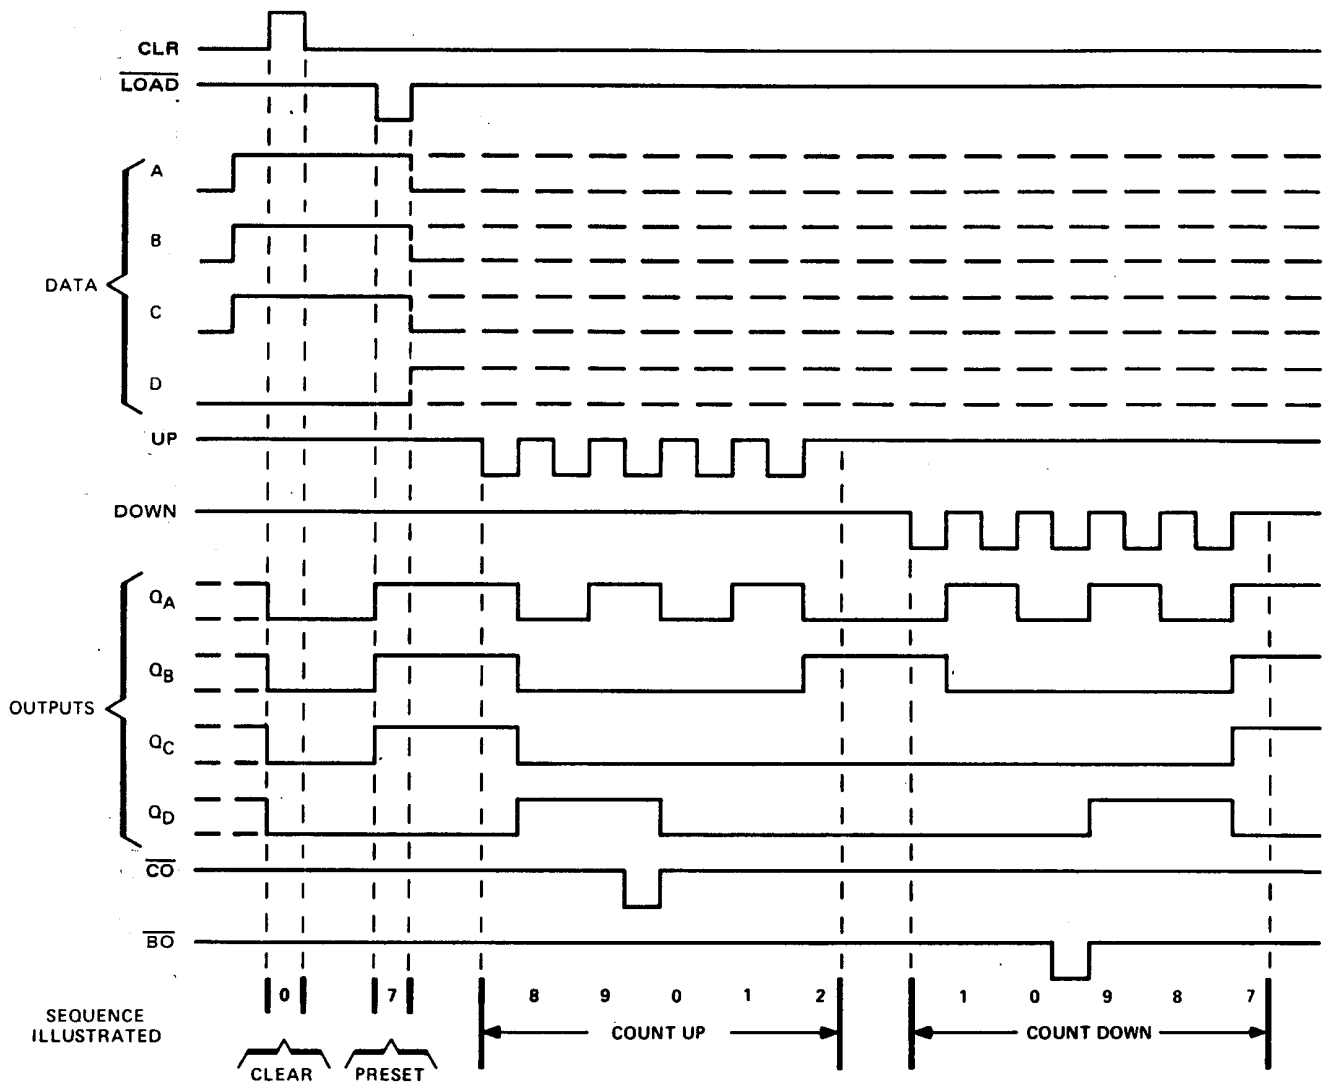 CLR
LOAD
A
B
DATA
C
D
UP
DOWN
QA
QB
OUTPUTS
QC
QD
CO
BO
0 7 8 9 0 1 2 1 0 9 8 7
SEQUENCE
ILLUSTRATED
COUNT UP COUNT DOWN
CLEAR PRESET